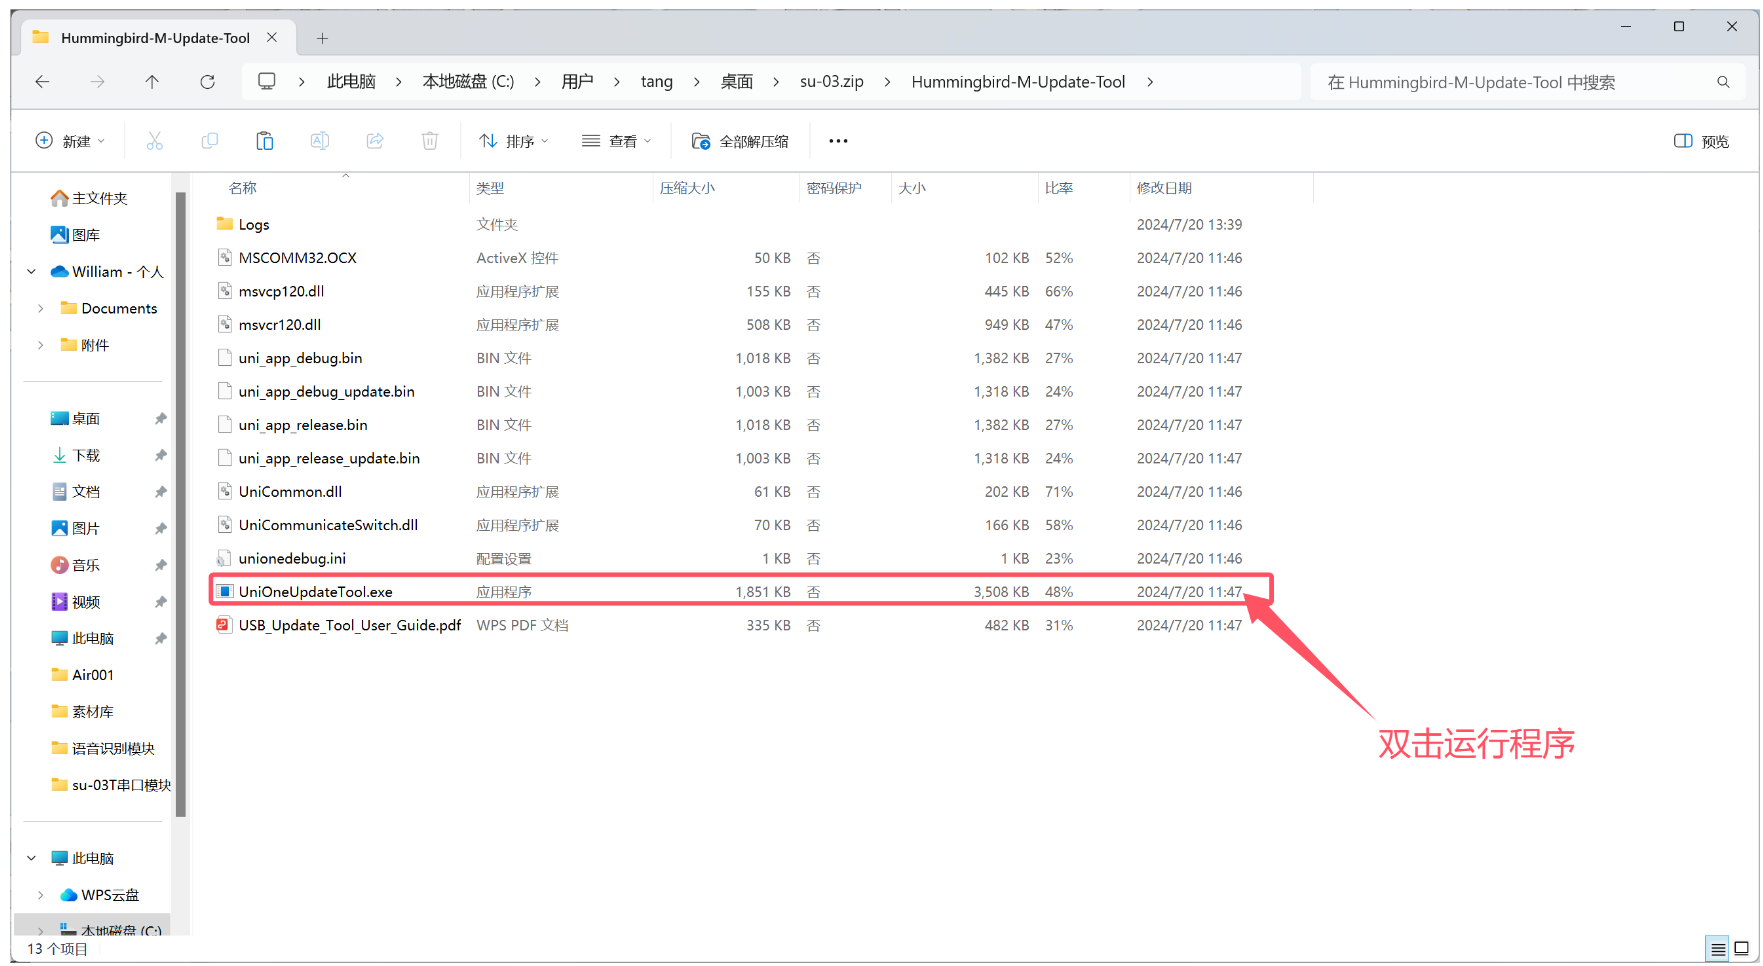 Hummingbird-M-Update-Tool
此电脑 本地磁盘 (C:) 用户 tang 桌面 su-03.zip Hummingbird-M-Update-Tool
在 Hummingbird-M-Update-Tool 中搜索
新建 排序 查看 全部解压缩 预览
主文件夹
图库
William - 个人
Documents
附件
桌面
下载
文档
图片
音乐
视频
此电脑
Air001
素材库
语音识别模块
su-03T串口模块
此电脑
WPS云盘
本地磁盘 (C:)
名称 类型 压缩大小 密码保护 大小 比率 修改日期
Logs 文件夹 2024/7/20 13:39
MSCOMM32.OCX ActiveX 控件 50 KB 否 102 KB 52% 2024/7/20 11:46
msvcp120.dll 应用程序扩展 155 KB 否 445 KB 66% 2024/7/20 11:46
msvcr120.dll 应用程序扩展 508 KB 否 949 KB 47% 2024/7/20 11:46
uni_app_debug.bin BIN 文件 1,018 KB 否 1,382 KB 27% 2024/7/20 11:47
uni_app_debug_update.bin BIN 文件 1,003 KB 否 1,318 KB 24% 2024/7/20 11:47
uni_app_release.bin BIN 文件 1,018 KB 否 1,382 KB 27% 2024/7/20 11:47
uni_app_release_update.bin BIN 文件 1,003 KB 否 1,318 KB 24% 2024/7/20 11:47
UniCommon.dll 应用程序扩展 61 KB 否 202 KB 71% 2024/7/20 11:46
UniCommunicateSwitch.dll 应用程序扩展 70 KB 否 166 KB 58% 2024/7/20 11:46
unionedebug.ini 配置设置 1 KB 否 1 KB 23% 2024/7/20 11:46
UniOneUpdateTool.exe 应用程序 1,851 KB 否 3,508 KB 48% 2024/7/20 11:47
USB_Update_Tool_User_Guide.pdf WPS PDF 文档 335 KB 否 482 KB 31% 2024/7/20 11:47
双击运行程序
13 个项目